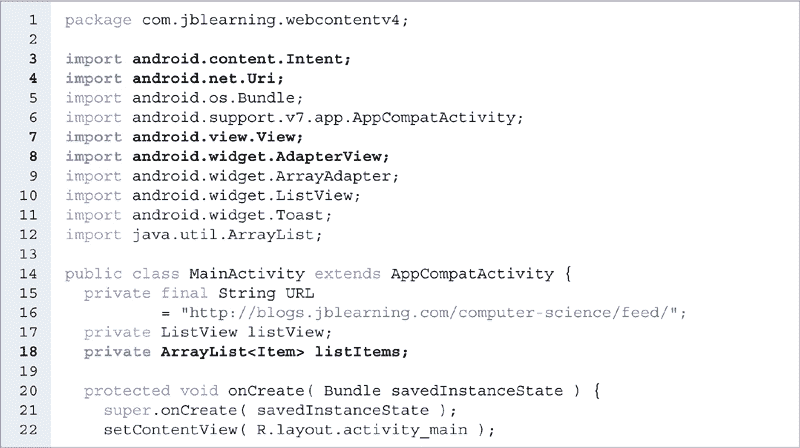 1 package com.jblearning.webcontentv4;
2
3 import android.content.Intent;
4 import android.net.Uri;
5 import android.os.Bundle;
6 import android.support.v7.app.AppCompatActivity;
7 import android.view.View;
8 import android.widget.AdapterView;
9 import android.widget.ArrayAdapter;
10 import android.widget.ListView;
11 import android.widget.Toast;
12 import java.util.ArrayList;
13
14 public class MainActivity extends AppCompatActivity {
15   private final String URL
16           = "http://blogs.jblearning.com/computer-science/feed/";
17   private ListView listView;
18   private ArrayList<Item> listItems;
19
20   protected void onCreate( Bundle savedInstanceState ) {
21     super.onCreate( savedInstanceState );
22     setContentView( R.layout.activity_main );